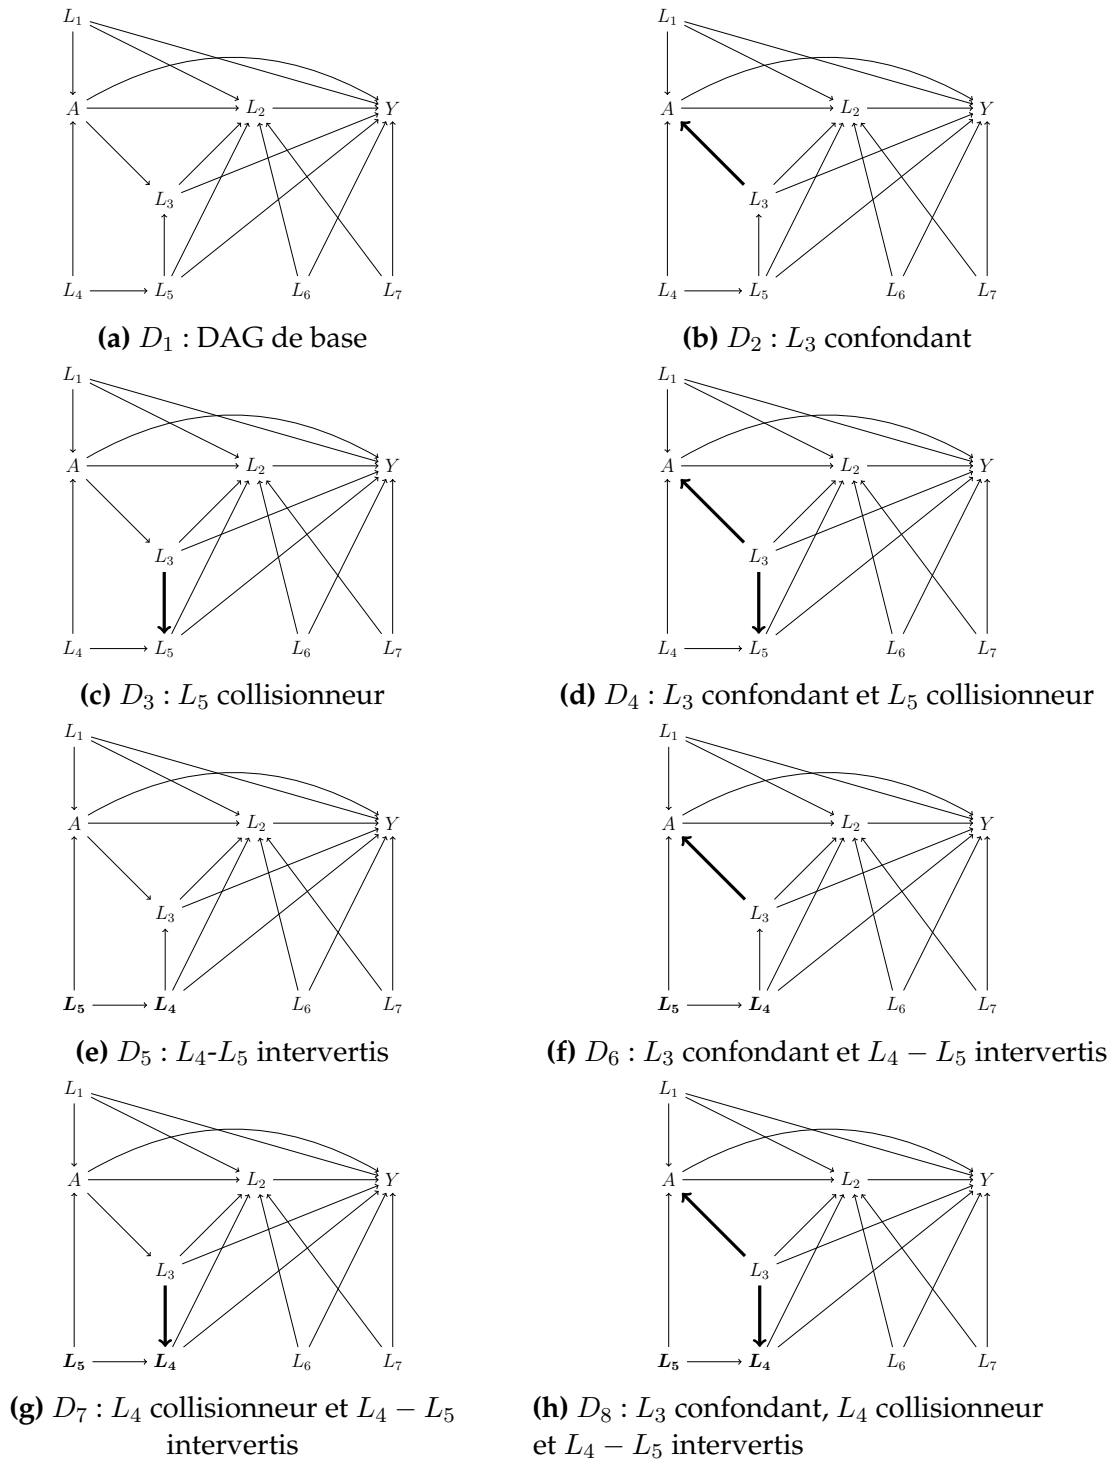 L₁ L₁
A L₂ Y A L₂ Y
L₃ L₃
L₄ L₅ L₆ L₇ L₄ L₅ L₆ L₇
(a) D₁ : DAG de base (b) D₂ : L₃ confondant
L₁ L₁
A L₂ Y A L₂ Y
L₃ L₃
L₄ L₅ L₆ L₇ L₄ L₅ L₆ L₇
(c) D₃ : L₅ collisionneur (d) D₄ : L₃ confondant et L₅ collisionneur
L₁ L₁
A L₂ Y A L₂ Y
L₃ L₃
L₅ L₄ L₆ L₇ L₅ L₄ L₆ L₇
(e) D₅ : L₄-L₅ intervertis (f) D₆ : L₃ confondant et L₄ − L₅ intervertis
L₁ L₁
A L₂ Y A L₂ Y
L₃ L₃
L₅ L₄ L₆ L₇ L₅ L₄ L₆ L₇
(g) D₇ : L₄ collisionneur et L₄ − L₅
intervertis
(h) D₈ : L₃ confondant, L₄ collisionneur
et L₄ − L₅ intervertis